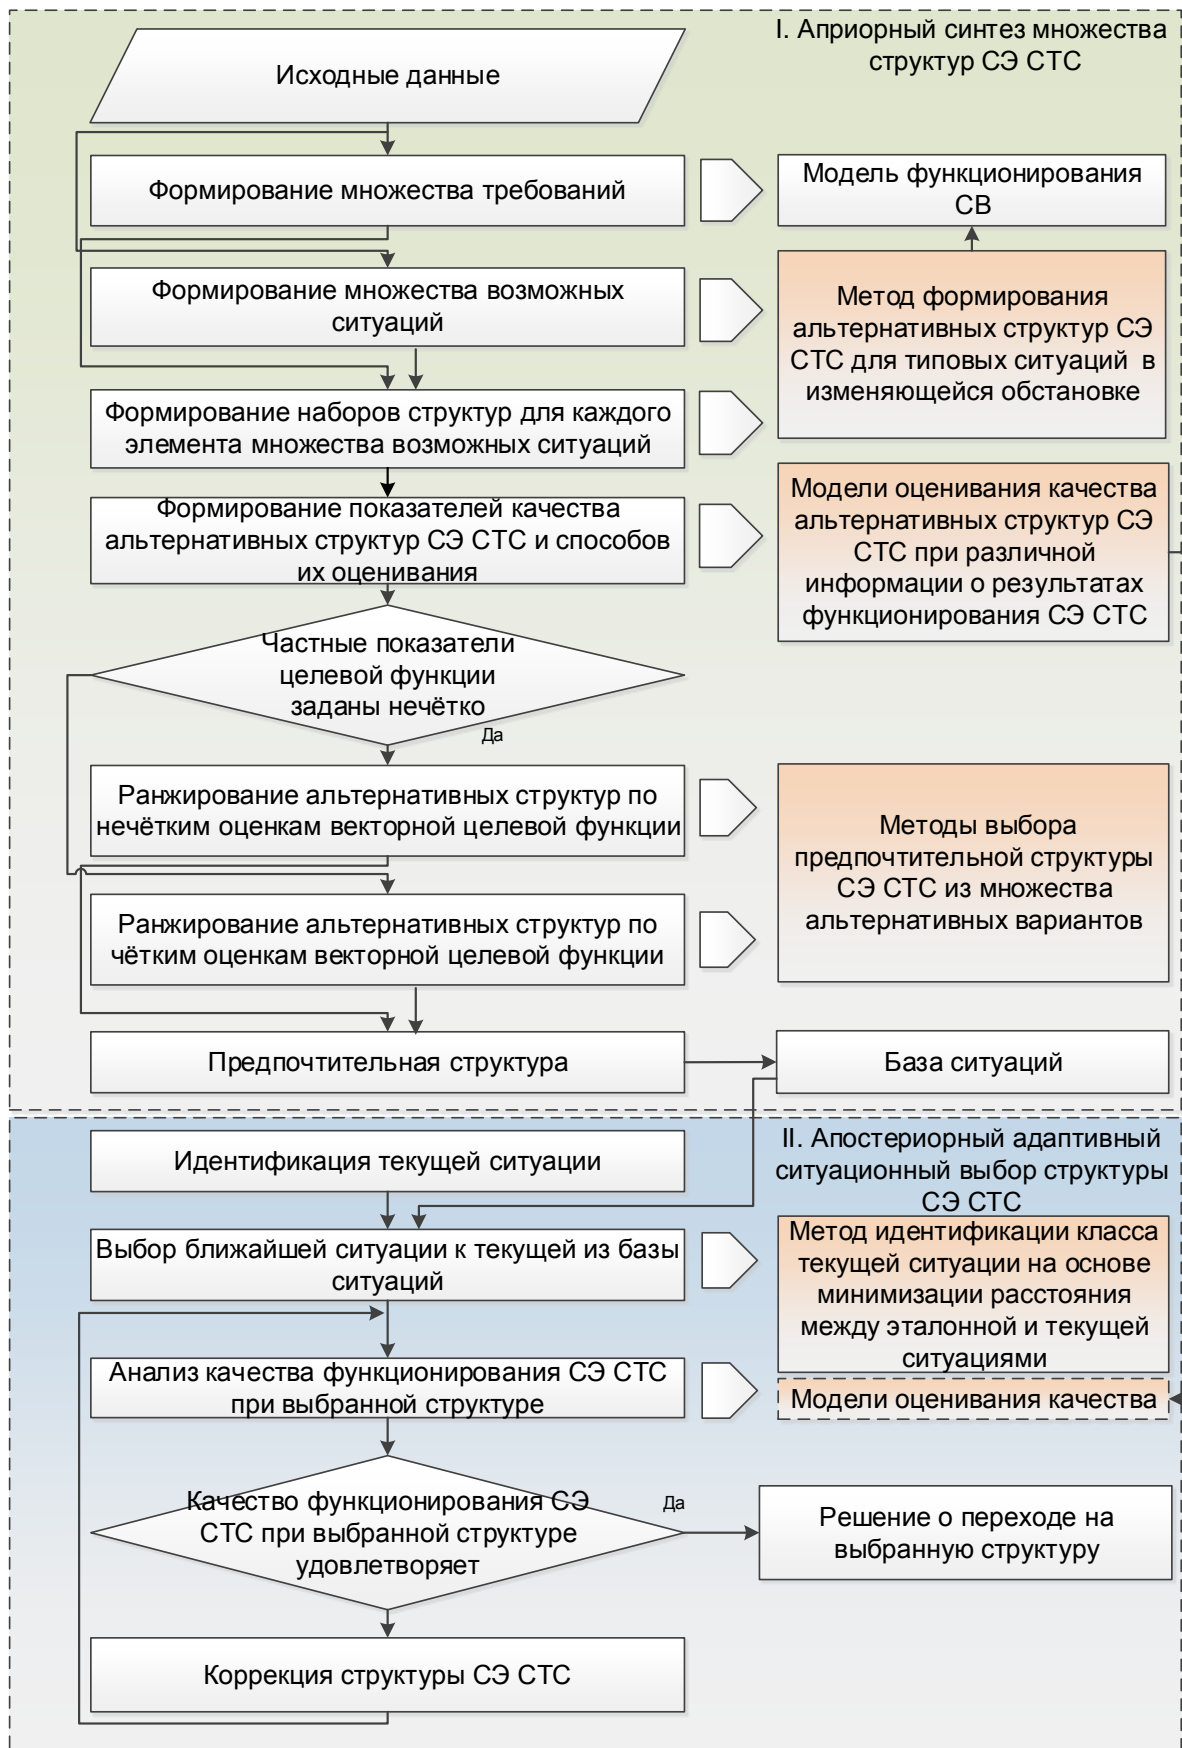 I. Априорный синтез множества
структур СЭ СТС
Исходные данные
Формирование множества требований
Модель функционирования
СВ
Формирование множества возможных
ситуаций
Метод формирования
альтернативных структур СЭ
СТС для типовых ситуаций в
изменяющейся обстановке
Формирование наборов структур для каждого
элемента множества возможных ситуаций
Формирование показателей качества
альтернативных структур СЭ СТС и способов
их оценивания
Модели оценивания качества
альтернативных структур СЭ
СТС при различной
информации о результатах
функционирования СЭ СТС
Частные показатели
целевой функции
заданы нечётко
Да
Ранжирование альтернативных структур по
нечётким оценкам векторной целевой функции
Методы выбора
предпочтительной структуры
СЭ СТС из множества
альтернативных вариантов
Ранжирование альтернативных структур по
чётким оценкам векторной целевой функции
Предпочтительная структура
База ситуаций
II. Апостериорный адаптивный
ситуационный выбор структуры
СЭ СТС
Идентификация текущей ситуации
Выбор ближайшей ситуации к текущей из базы
ситуаций
Метод идентификации класса
текущей ситуации на основе
минимизации расстояния
между эталонной и текущей
ситуациями
Анализ качества функционирования СЭ СТС
при выбранной структуре
Модели оценивания качества
Качество функционирования СЭ
СТС при выбранной структуре
удовлетворяет
Да
Решение о переходе на
выбранную структуру
Коррекция структуры СЭ СТС